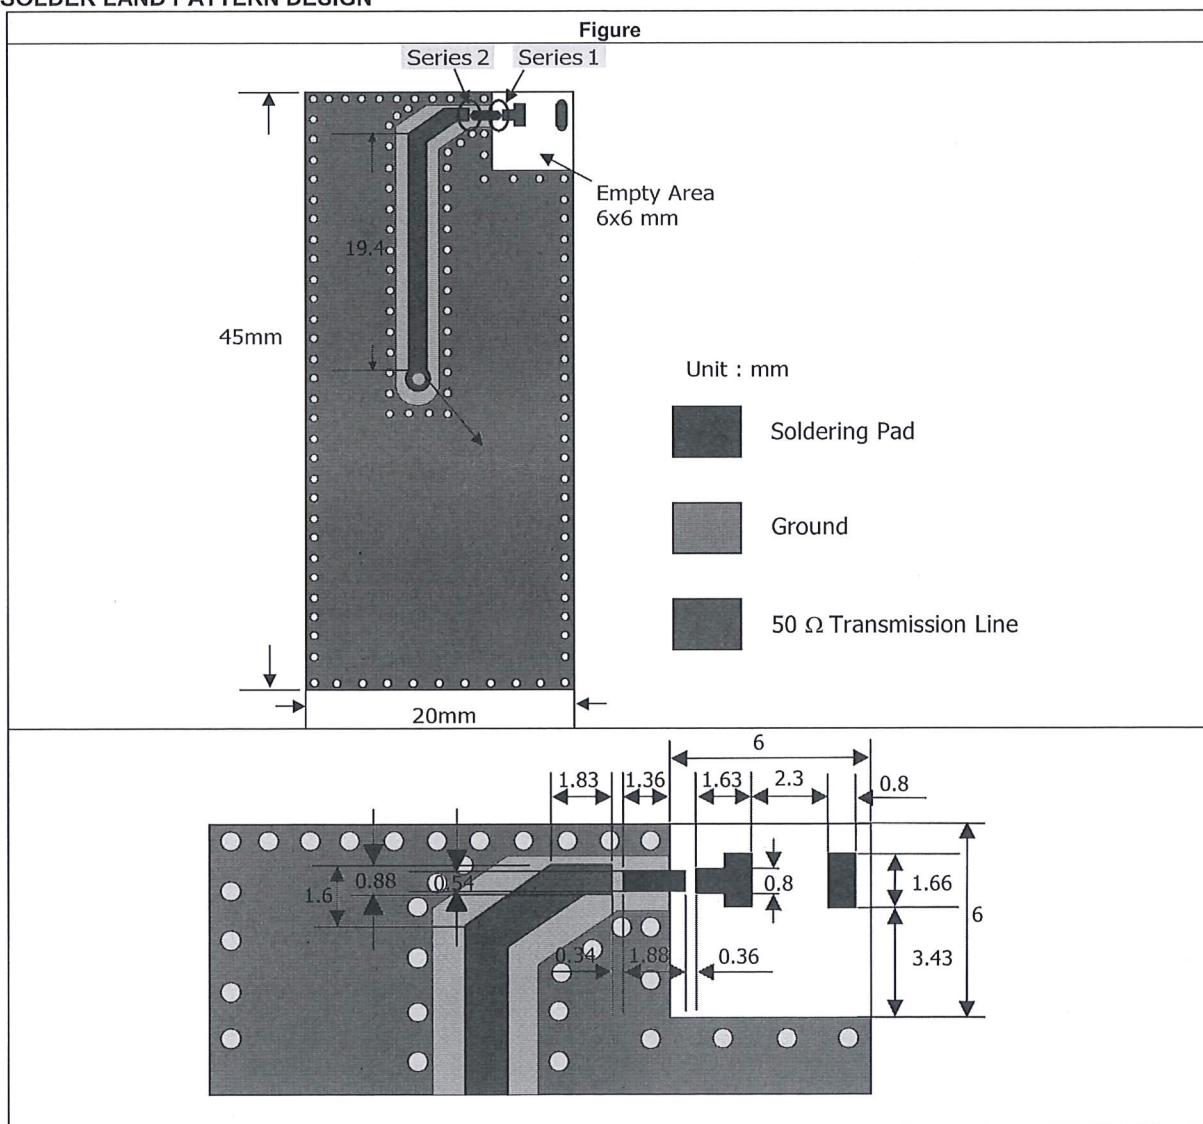 SOLDER LAND PATTERN DESIGN
Figure
Series 2 Series 1
Empty Area
6x6 mm
19.4
45mm
Unit : mm
Soldering Pad
Ground
50 Ω Transmission Line
20mm
6
1.83 1.36 1.63 2.3 0.8
0.88 0.54 0.8 1.66
1.6 6
0.34 1.88 0.36 3.43